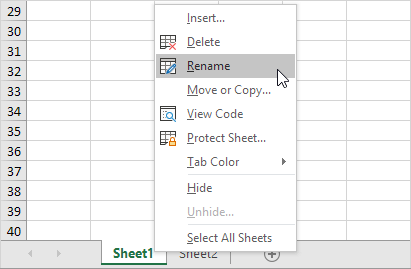 29
30
31
32
33
34
35
36
37
38
39
40
Insert...
Delete
Rename
Move or Copy...
View Code
Protect Sheet...
Tab Color
Hide
Unhide...
Select All Sheets
Sheet1 Sheet2